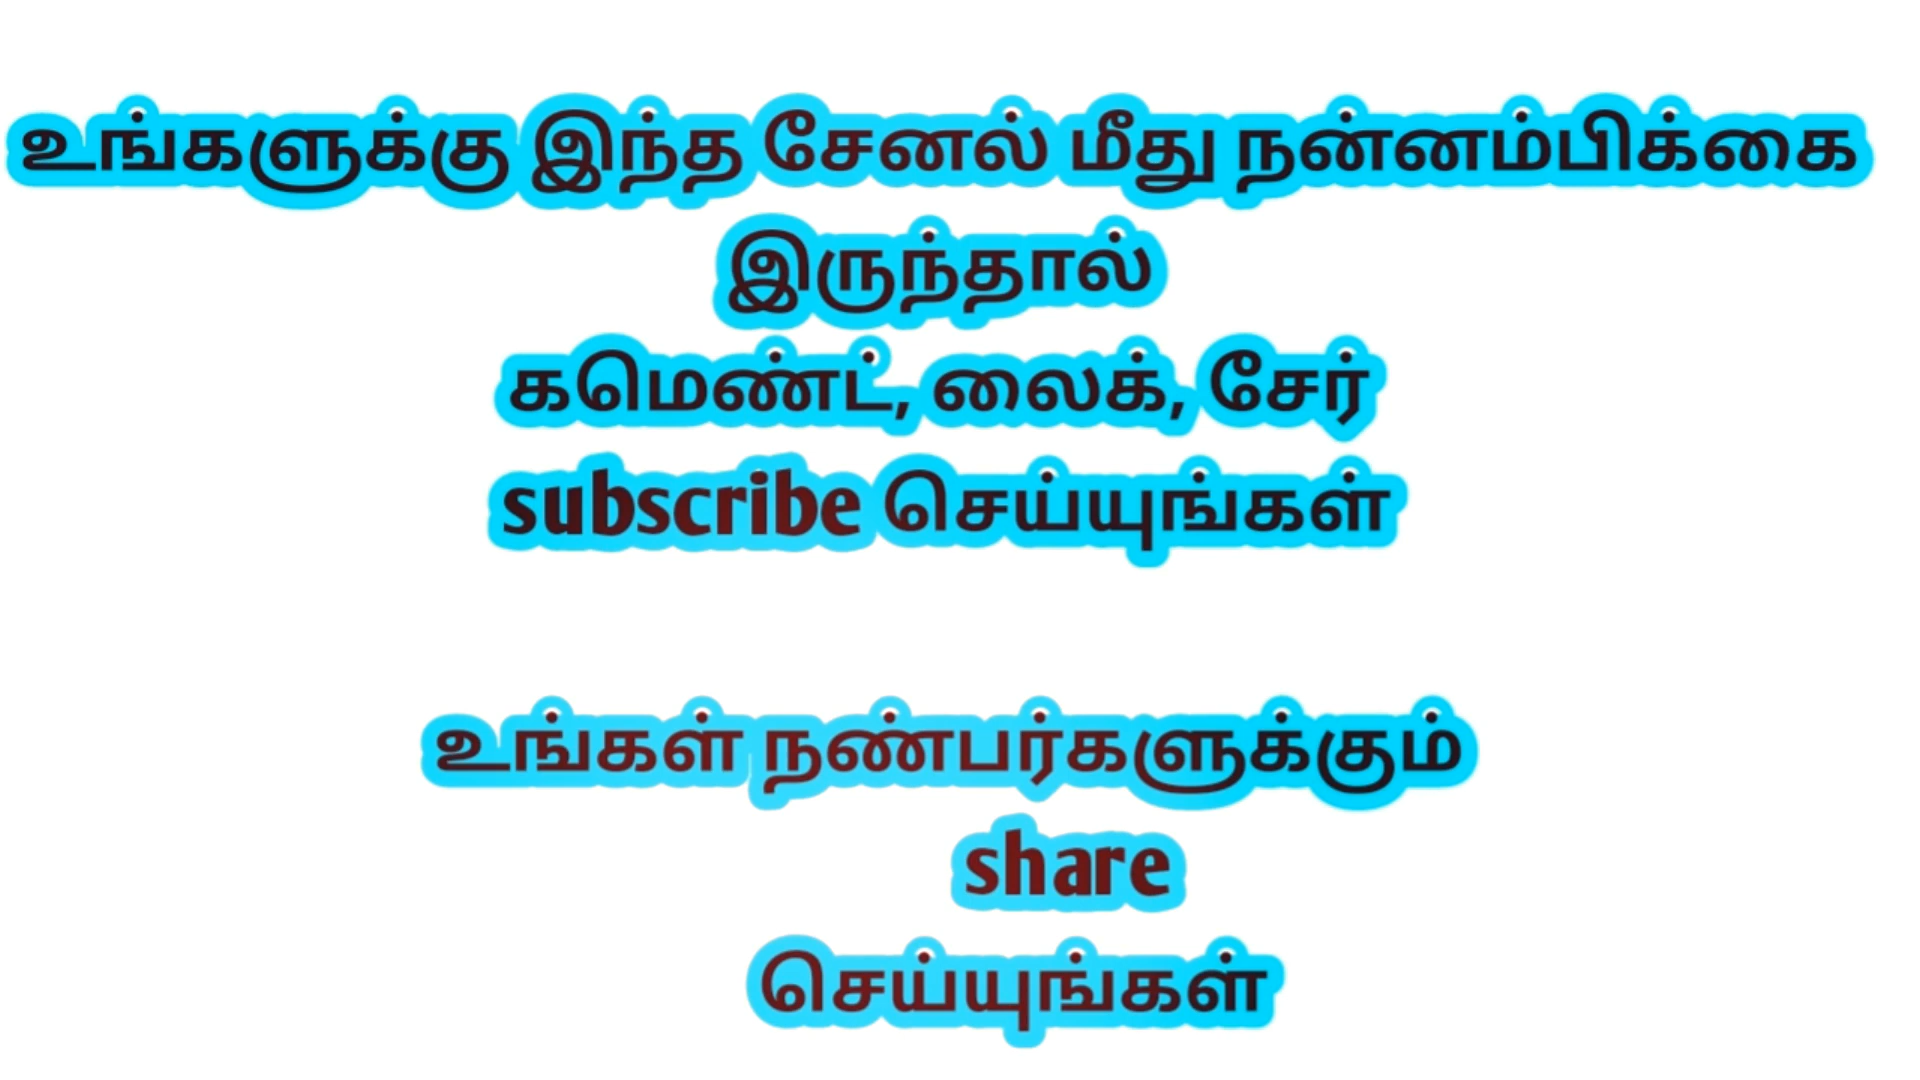 உங்களுக்கு இந்த சேனல் மீது நன்னம்பிக்கை
இருந்தால்
கமெண்ட், லைக், சேர்
subscribe செய்யுங்கள்
உங்கள் நண்பர்களுக்கும்
share
செய்யுங்கள்